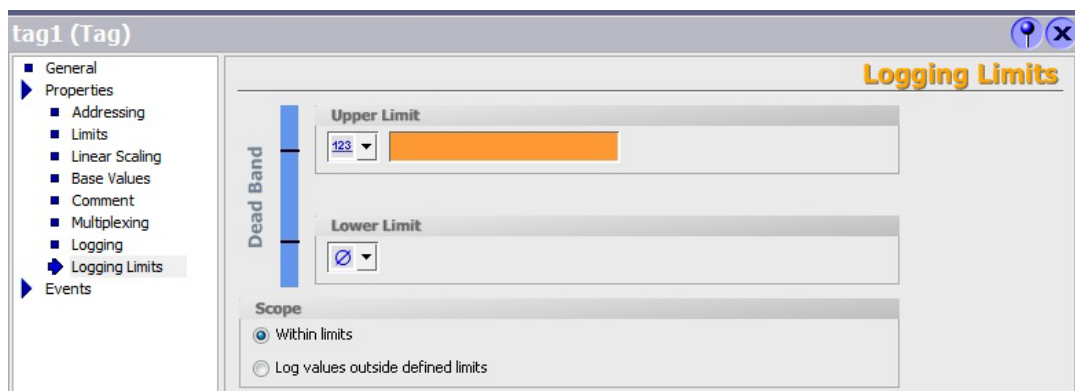 tag1 (Tag)
General
Properties
Addressing
Limits
Linear Scaling
Base Values
Comment
Multiplexing
Logging
Logging Limits
Events
Logging Limits
Dead Band
Upper Limit
123
Lower Limit
Scope
Within limits
Log values outside defined limits